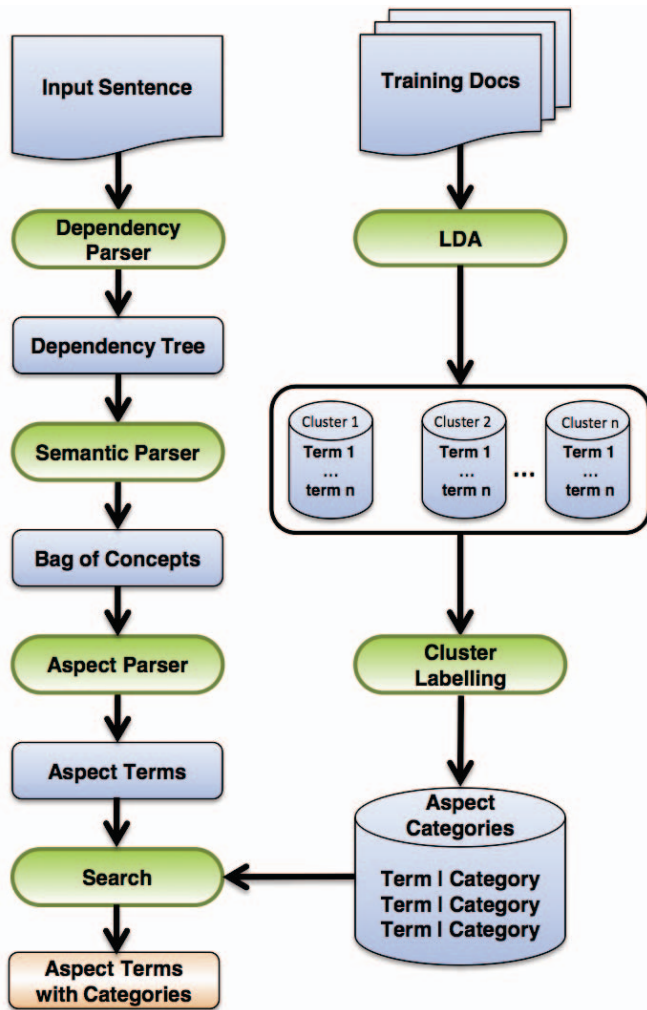 Input Sentence
Dependency
Parser
Dependency Tree
Semantic Parser
Bag of Concepts
Aspect Parser
Aspect Terms
Search
Aspect Terms
with Categories
Training Docs
LDA
Cluster 1
Term 1
...
term n
Cluster 2
Term 1
...
term n
...
Cluster n
Term 1
...
term n
Cluster
Labelling
Aspect
Categories
Term | Category
Term | Category
Term | Category